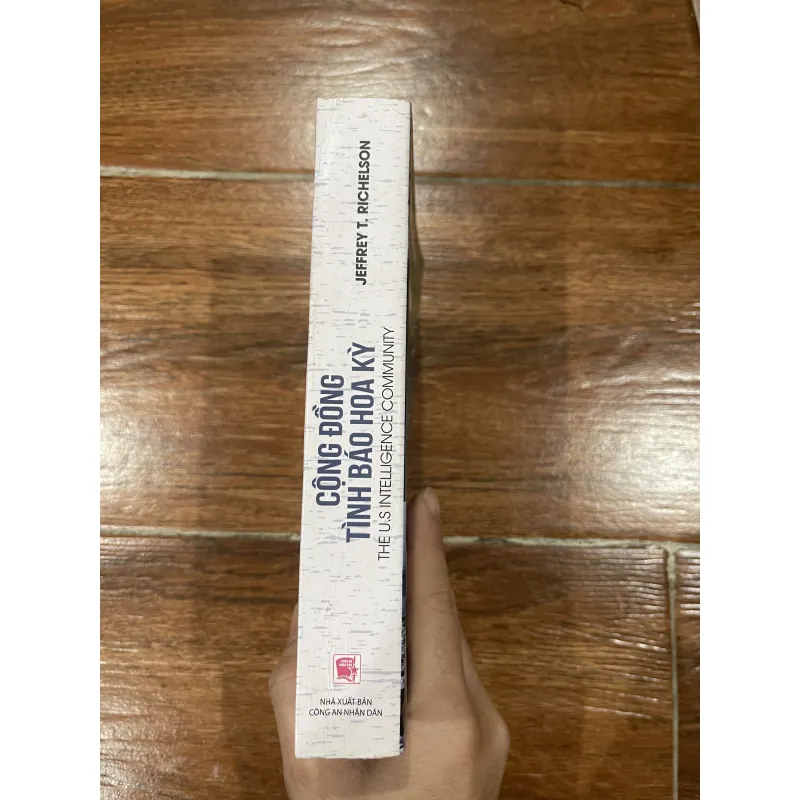 JEFFREY T. RICHELSON
CỘNG ĐỒNG
TÌNH BÁO HOA KỲ
THE U.S INTELLIGENCE COMMUNITY
NHÀ XUẤT BẢN
CÔNG AN NHÂN DÂN